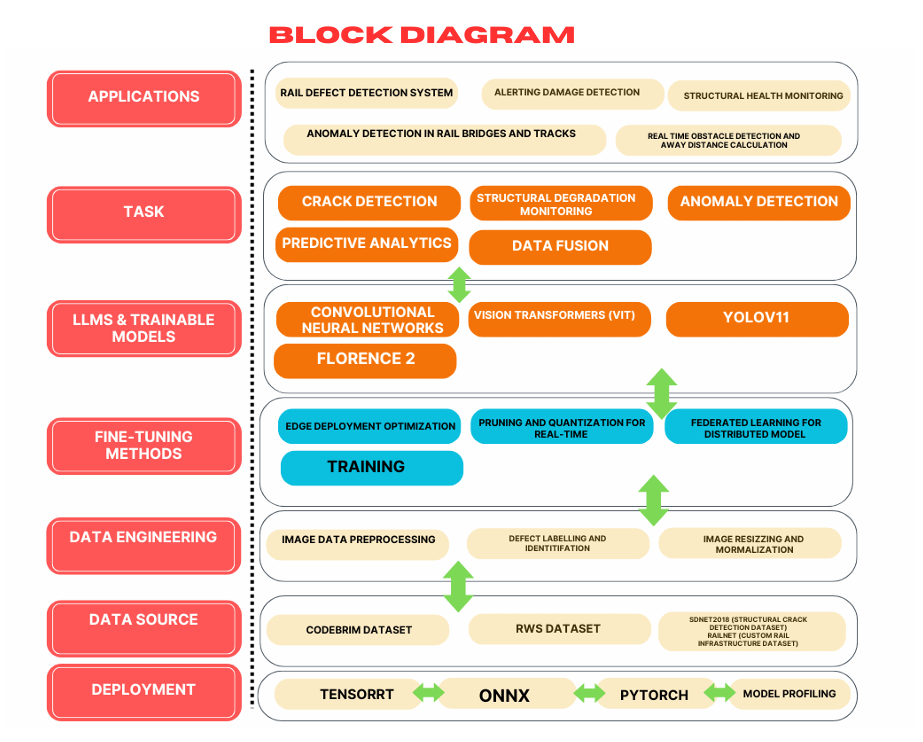 BLOCK DIAGRAM
APPLICATIONS
RAIL DEFECT DETECTION SYSTEM
ALERTING DAMAGE DETECTION
STRUCTURAL HEALTH MONITORING
ANOMALY DETECTION IN RAIL BRIDGES AND TRACKS
REAL TIME OBSTACLE DETECTION AND
AWAY DISTANCE CALCULATION
TASK
CRACK DETECTION
STRUCTURAL DEGRADATION
MONITORING
ANOMALY DETECTION
PREDICTIVE ANALYTICS
DATA FUSION
LLMS & TRAINABLE
MODELS
CONVOLUTIONAL
NEURAL NETWORKS
VISION TRANSFORMERS (VIT)
YOLOV11
FLORENCE 2
FINE-TUNING
METHODS
EDGE DEPLOYMENT OPTIMIZATION
PRUNING AND QUANTIZATION FOR
REAL-TIME
FEDERATED LEARNING FOR
DISTRIBUTED MODEL
TRAINING
DATA ENGINEERING
IMAGE DATA PREPROCESSING
DEFECT LABELLING AND
IDENTITIFATION
IMAGE RESIZZING AND
MORMALIZATION
DATA SOURCE
CODEBRIM DATASET
RWS DATASET
SDNET2018 (STRUCTURAL CRACK
DETECTION DATASET)
RAILNET (CUSTOM RAIL
INFRASTRUCTURE DATASET)
DEPLOYMENT
TENSORRT
ONNX
PYTORCH
MODEL PROFILING